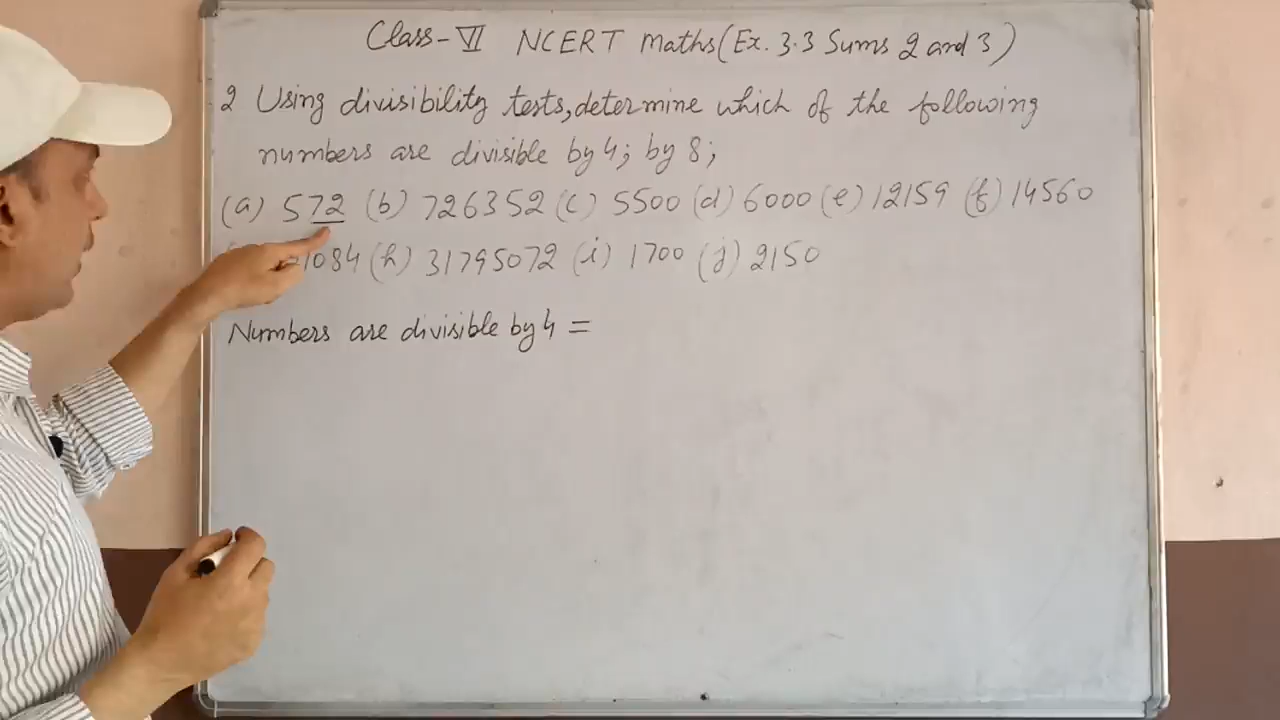 Class-VI NCERT Maths(Ex. 3.3 Sums 2 and 3)
2 Using divisibility tests, determine which of the following
numbers are divisible by 4; by 8;
(a) 572 (b) 726352 (c) 5500 (d) 6000 (e) 12159 (f) 14560
1084 (h) 31795072 (i) 1700 (j) 2150
Numbers are divisible by 4 =